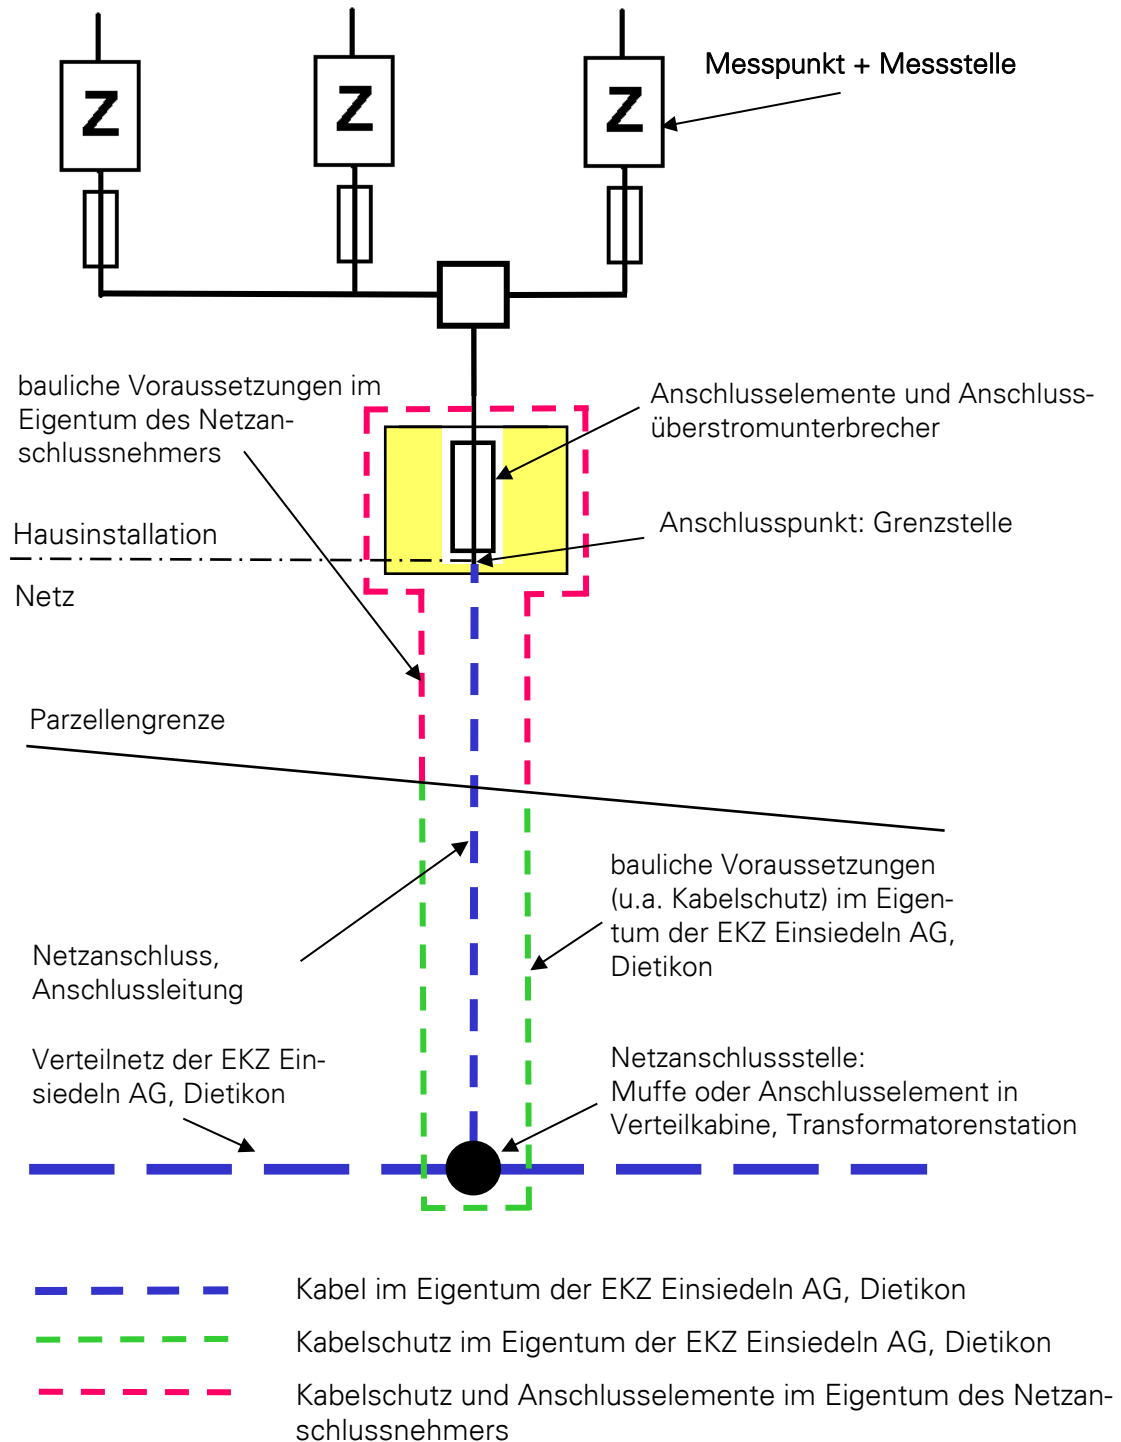 Messpunkt + Messstelle
Z
Z
Z
bauliche Voraussetzungen im
Eigentum des Netzan-
schlussnehmers
Anschlusselemente und Anschluss-
überstromunterbrecher
Hausinstallation
Anschlusspunkt: Grenzstelle
Netz
Parzellengrenze
bauliche Voraussetzungen
(u.a. Kabelschutz) im Eigen-
tum der EKZ Einsiedeln AG,
Dietikon
Netzanschluss,
Anschlussleitung
Verteilnetz der EKZ Ein-
siedeln AG, Dietikon
Netzanschlussstelle:
Muffe oder Anschlusselement in
Verteilkabine, Transformatorenstation
Kabel im Eigentum der EKZ Einsiedeln AG, Dietikon
Kabelschutz im Eigentum der EKZ Einsiedeln AG, Dietikon
Kabelschutz und Anschlusselemente im Eigentum des Netzan-
schlussnehmers